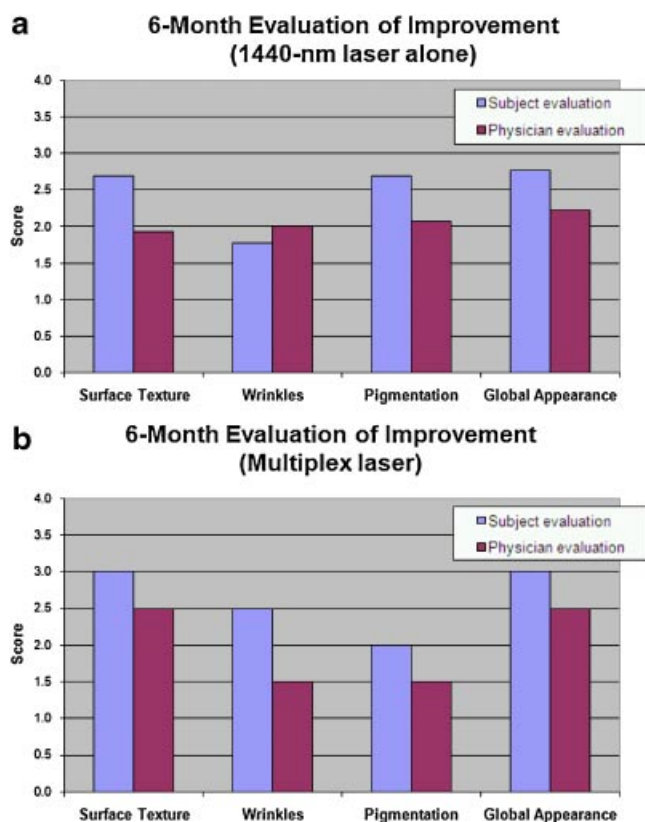 a
6-Month Evaluation of Improvement
(1440-nm laser alone)
4.0
3.5
3.0
2.5
2.0
1.5
1.0
0.5
0.0
Score
Subject evaluation
Physician evaluation
Surface Texture Wrinkles Pigmentation Global Appearance
b
6-Month Evaluation of Improvement
(Multiplex laser)
4.0
3.5
3.0
2.5
2.0
1.5
1.0
0.5
0.0
Score
Subject evaluation
Physician evaluation
Surface Texture Wrinkles Pigmentation Global Appearance